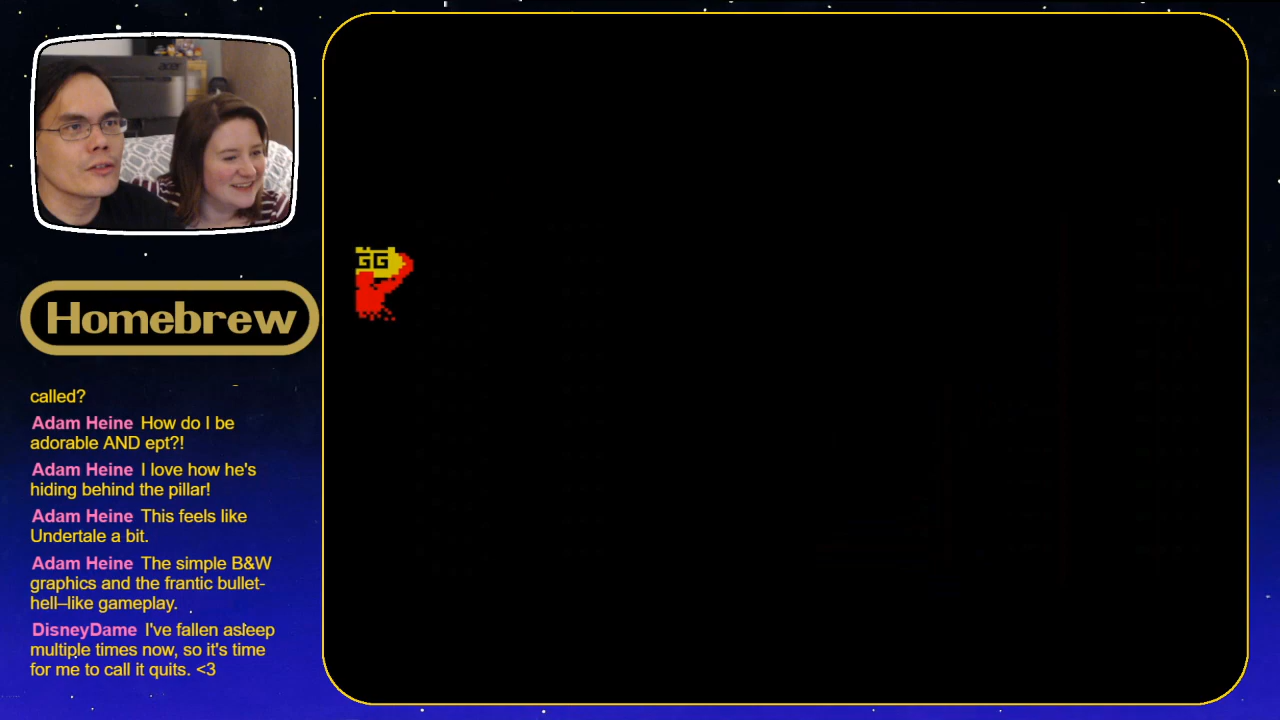 acer
GG
Homebrew
called?
Adam Heine How do I be
adorable AND ept?!
Adam Heine I love how he's
hiding behind the pillar!
Adam Heine This feels like
Undertale a bit.
Adam Heine The simple B&W
graphics and the frantic bullet-
hell–like gameplay.
DisneyDame I've fallen asleep
multiple times now, so it's time
for me to call it quits. <3